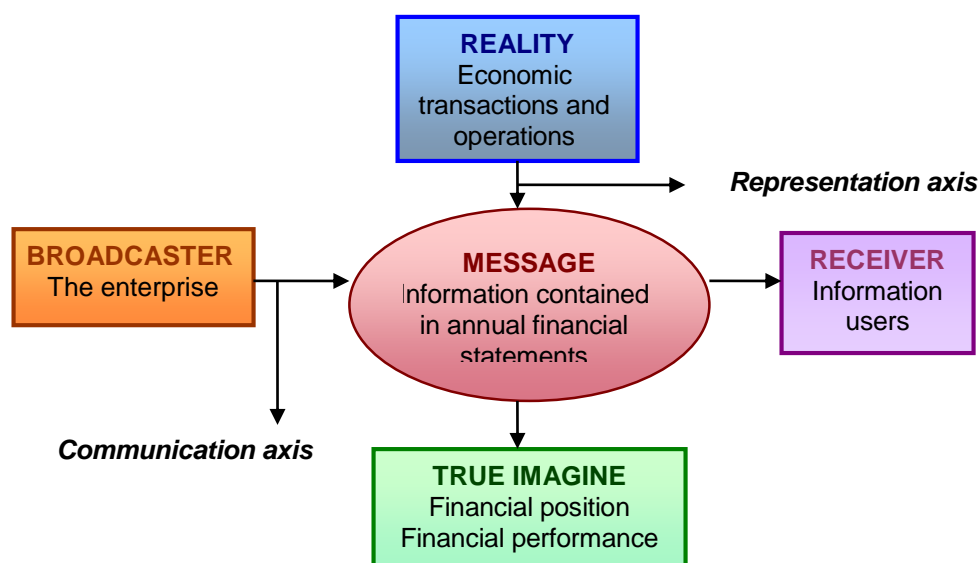 REALITY
Economic
transactions and
operations
Representation axis
BROADCASTER
The enterprise
MESSAGE
Information contained
in annual financial
statements
RECEIVER
Information
users
Communication axis
TRUE IMAGINE
Financial position
Financial performance